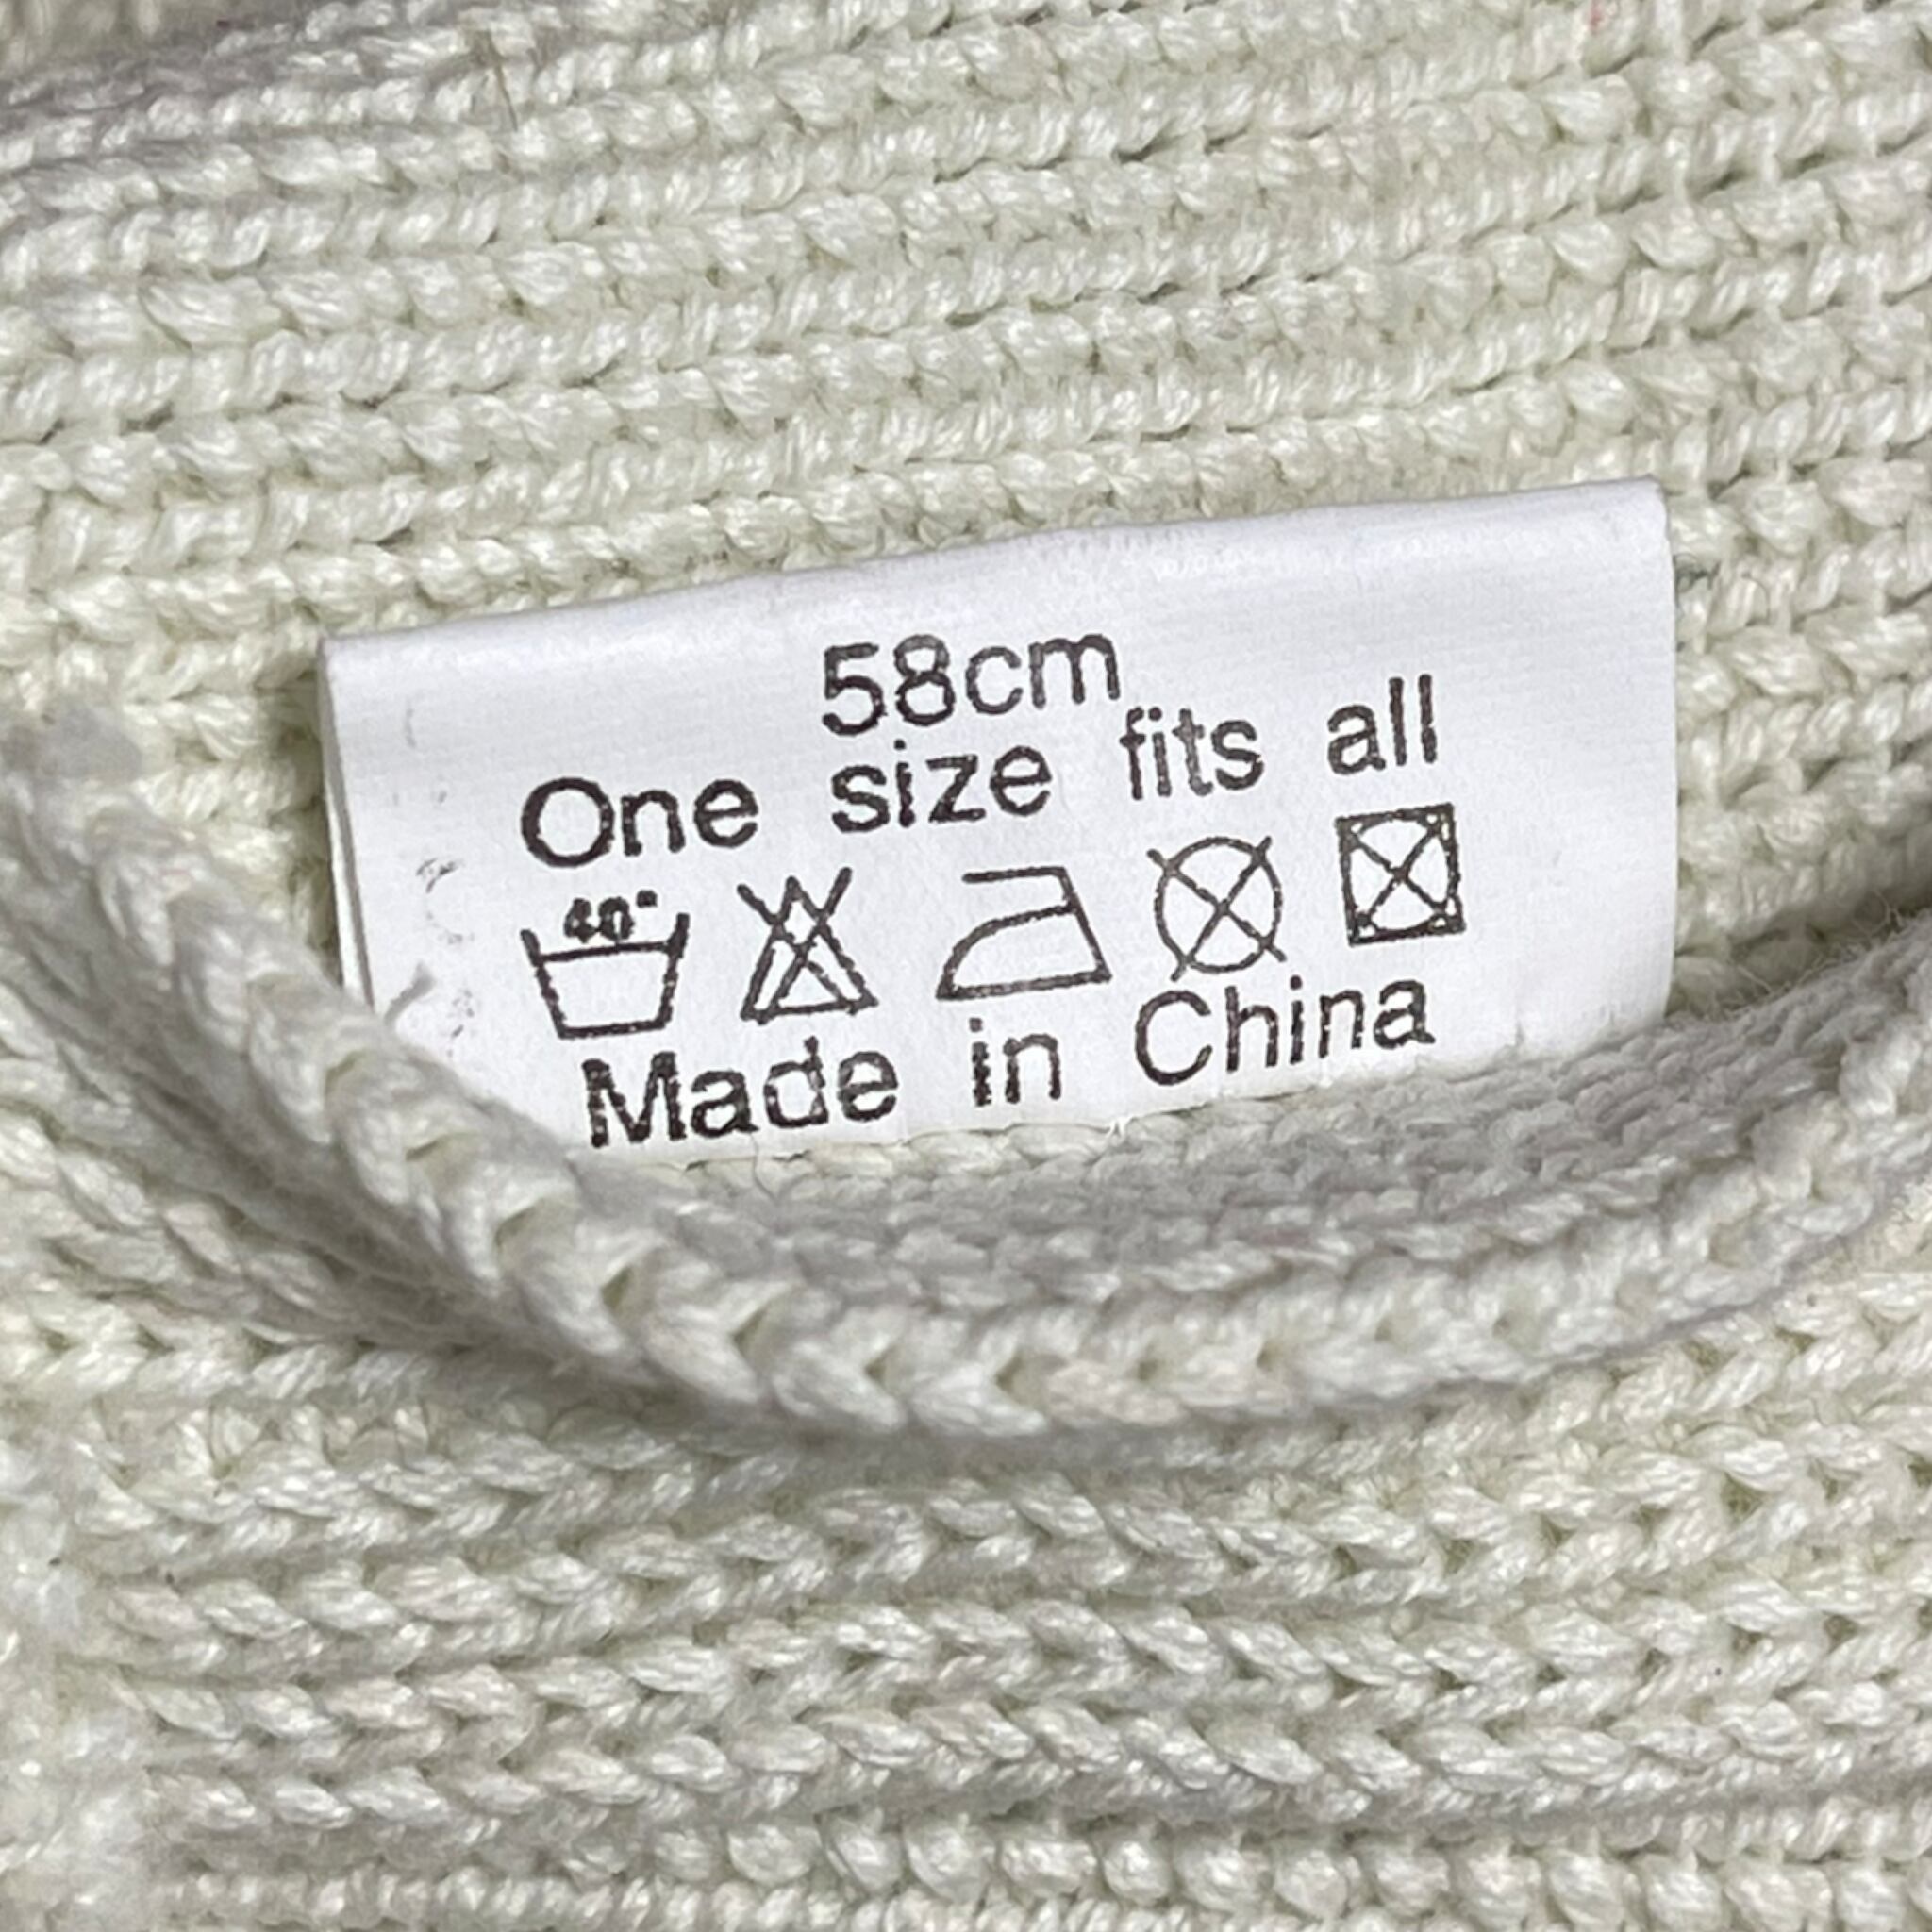 58cm
One size fits all
40°
Made in China